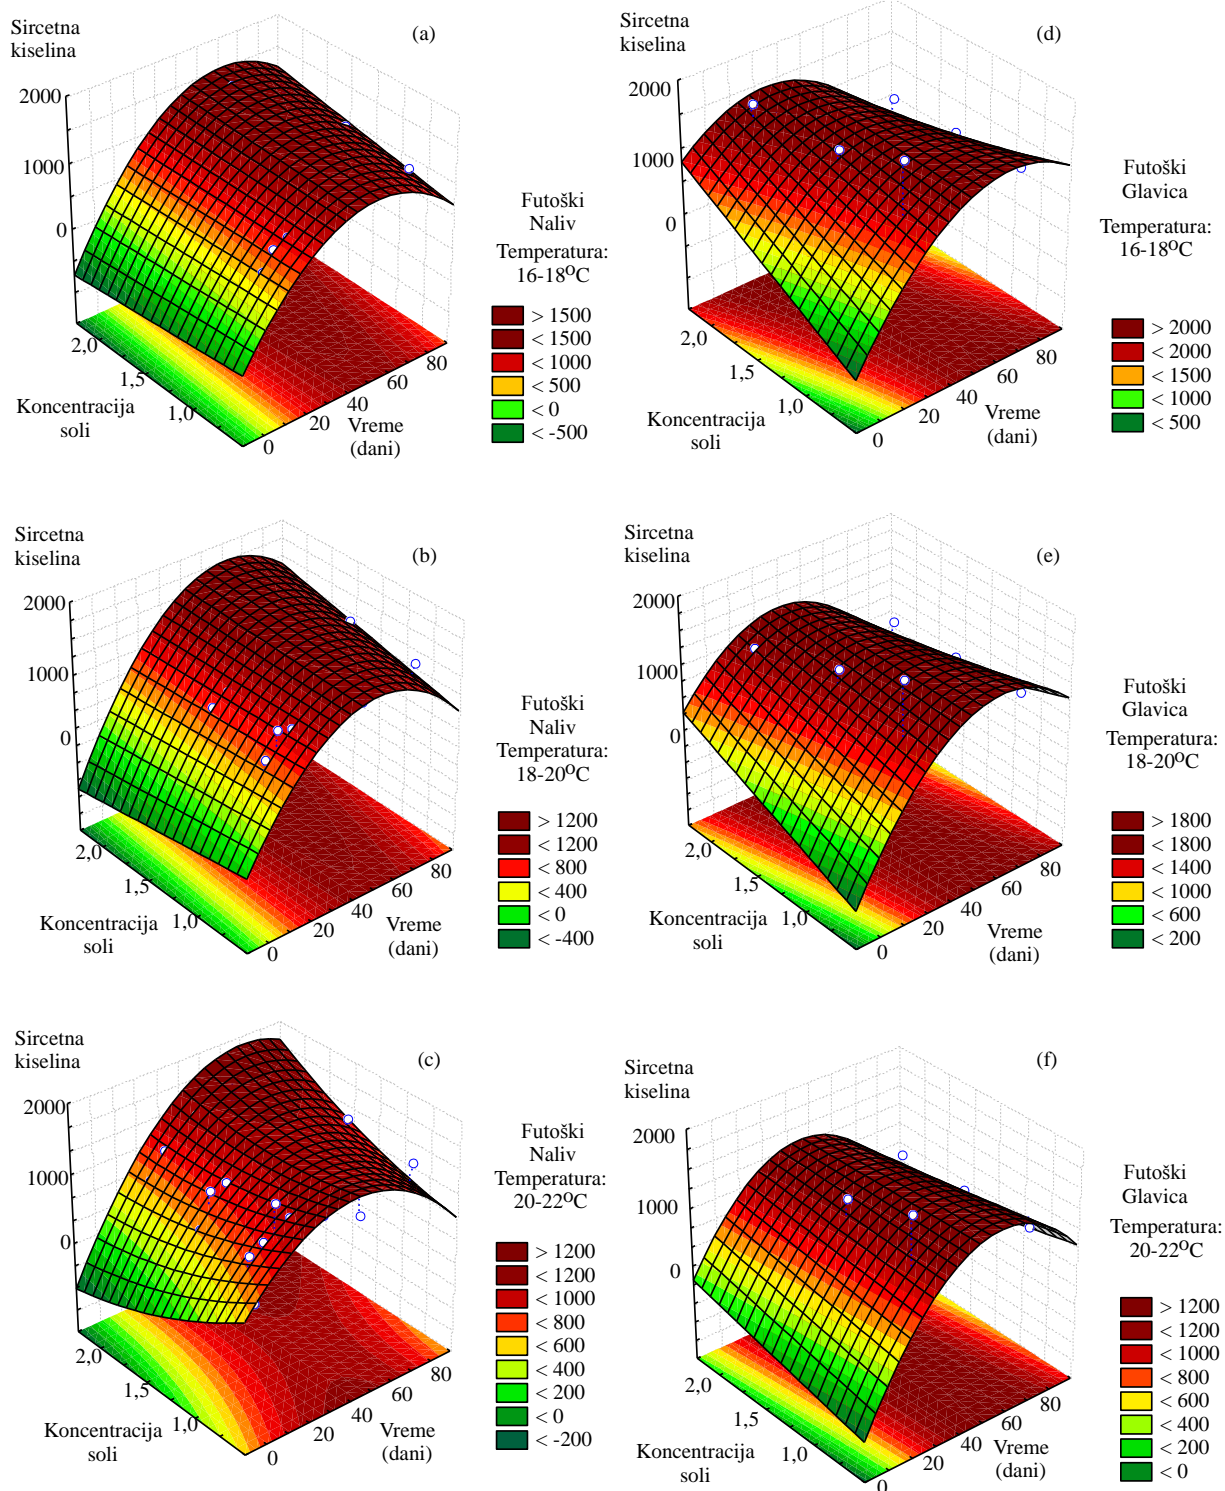 Sircetna
kiselina
(a)
2000
1000
0
2,0
1,5
1,0
Koncentracija
soli
0
20
40
60
80
Vreme
(dani)
Futoški
Naliv
Temperatura:
16-18OC
> 1500
< 1500
< 1000
< 500
< 0
< -500
Sircetna
kiselina
(d)
2000
1000
0
2,0
1,5
1,0
Koncentracija
soli
0
20
40
60
80
Vreme
(dani)
Futoški
Glavica
Temperatura:
16-18OC
> 2000
< 2000
< 1500
< 1000
< 500
Sircetna
kiselina
(b)
2000
1000
0
2,0
1,5
1,0
Koncentracija
soli
0
20
40
60
80
Vreme
(dani)
Futoški
Naliv
Temperatura:
18-20OC
> 1200
< 1200
< 800
< 400
< 0
< -400
Sircetna
kiselina
(e)
2000
1000
0
2,0
1,5
1,0
Koncentracija
soli
0
20
40
60
80
Vreme
(dani)
Futoški
Glavica
Temperatura:
18-20OC
> 1800
< 1800
< 1400
< 1000
< 600
< 200
Sircetna
kiselina
(c)
2000
1000
0
2,0
1,5
1,0
Koncentracija
soli
0
20
40
60
80
Vreme
(dani)
Futoški
Naliv
Temperatura:
20-22OC
> 1200
< 1200
< 1000
< 800
< 600
< 400
< 200
< 0
< -200
Sircetna
kiselina
(f)
2000
1000
0
2,0
1,5
1,0
Koncentracija
soli
0
20
40
60
80
Vreme
(dani)
Futoški
Glavica
Temperatura:
20-22OC
> 1200
< 1200
< 1000
< 800
< 600
< 400
< 200
< 0